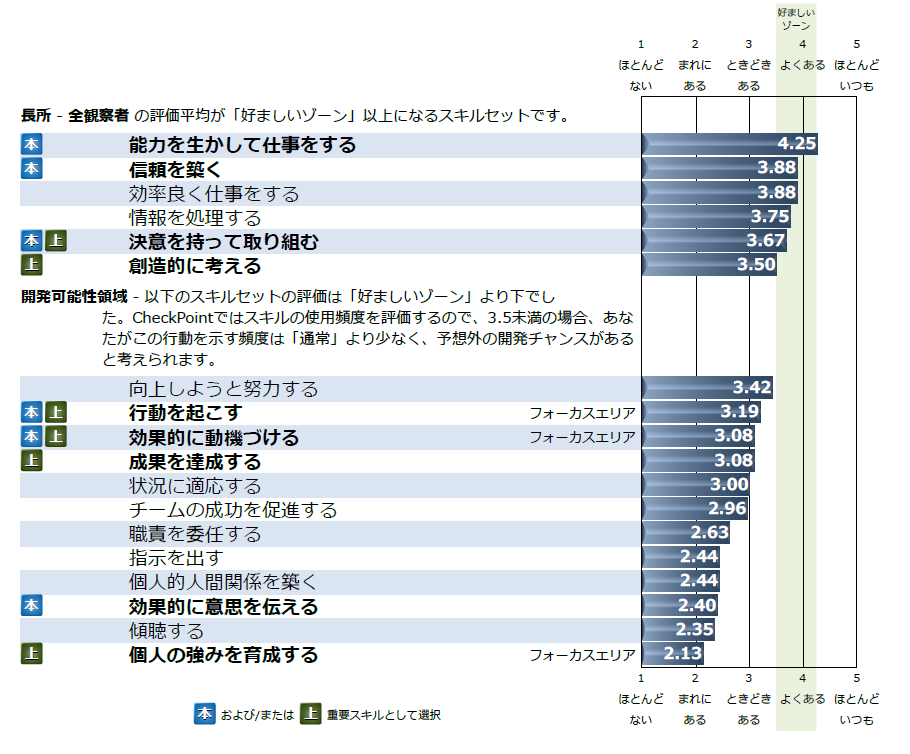 好ましい
ゾーン
1 2 3 4 5
ほとんど まれに ときどき よくある ほとんど
ない ある ある いつも
長所 - 全観察者 の評価平均が「好ましいゾーン」以上になるスキルセットです。
本 能力を生かして仕事をする 4.25
本 信頼を築く 3.88
効率良く仕事をする 3.88
情報を処理する 3.75
本 上 決意を持って取り組む 3.67
上 創造的に考える 3.50
開発可能性領域 - 以下のスキルセットの評価は「好ましいゾーン」より下でし
た。CheckPointではスキルの使用頻度を評価するので、3.5未満の場合、あな
たがこの行動を示す頻度は「通常」より少なく、予想外の開発チャンスがある
と考えられます。
向上しようと努力する 3.42
本 上 行動を起こす フォーカスエリア 3.19
本 上 効果的に動機づける フォーカスエリア 3.08
上 成果を達成する 3.08
状況に適応する 3.00
チームの成功を促進する 2.96
職責を委任する 2.63
指示を出す 2.44
個人的人間関係を築く 2.44
本 効果的に意思を伝える 2.40
傾聴する 2.35
上 個人の強みを育成する フォーカスエリア 2.13
1 2 3 4 5
ほとんど まれに ときどき よくある ほとんど
ない ある ある いつも
本 および/または 上 重要スキルとして選択